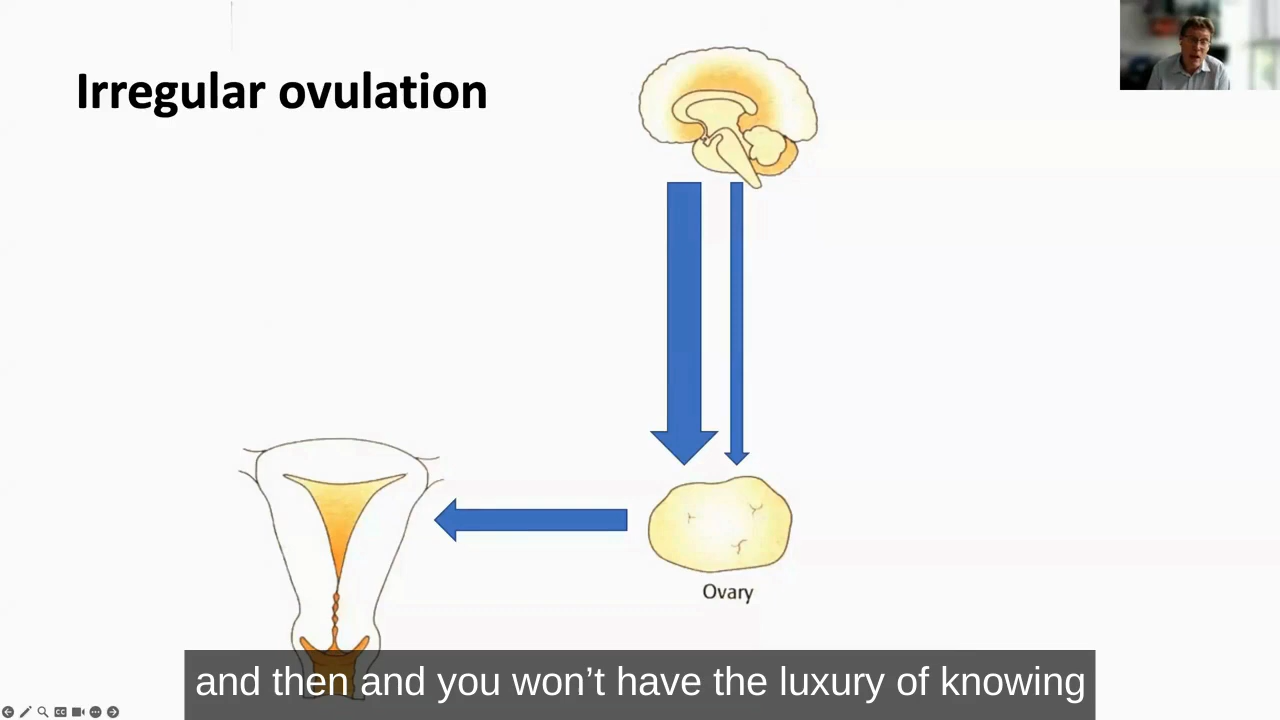 Irregular ovulation
Ovary
and then and you won’t have the luxury of knowing